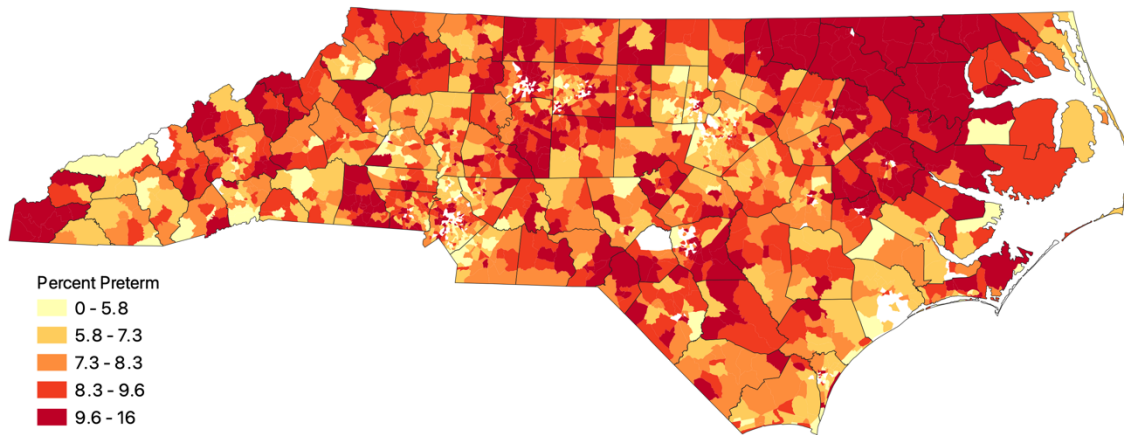 Percent Preterm
0 - 5.8
5.8 - 7.3
7.3 - 8.3
8.3 - 9.6
9.6 - 16